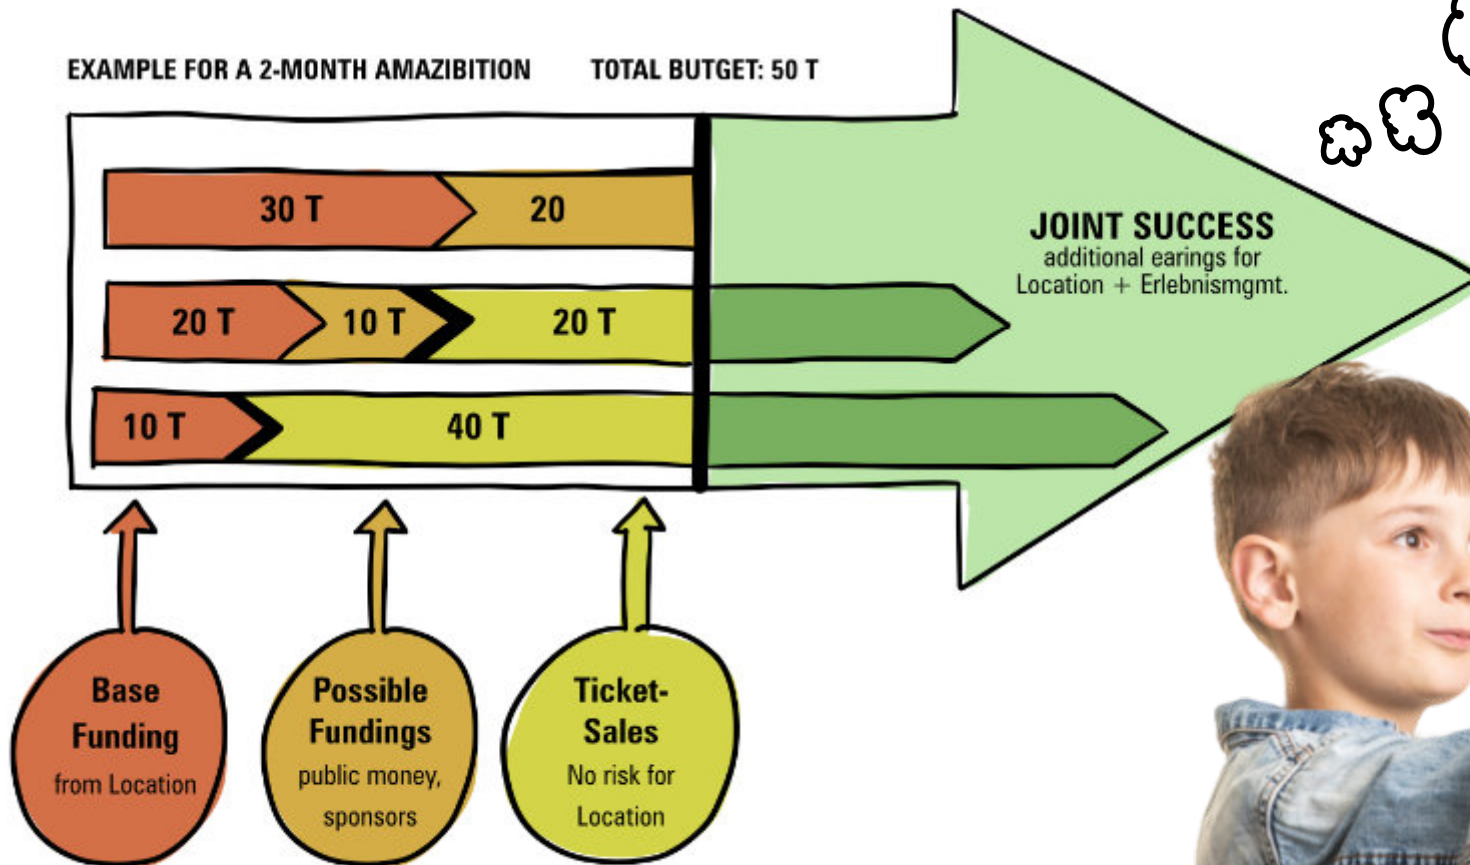 EXAMPLE FOR A 2-MONTH AMAZIBITION TOTAL BUTGET: 50 T
30 T 20
JOINT SUCCESS
additional earings for
Location + Erlebnismgmt.
20 T 10 T 20 T
10 T 40 T
Base
Funding
from Location
Possible
Fundings
public money,
sponsors
Ticket-
Sales
No risk for
Location